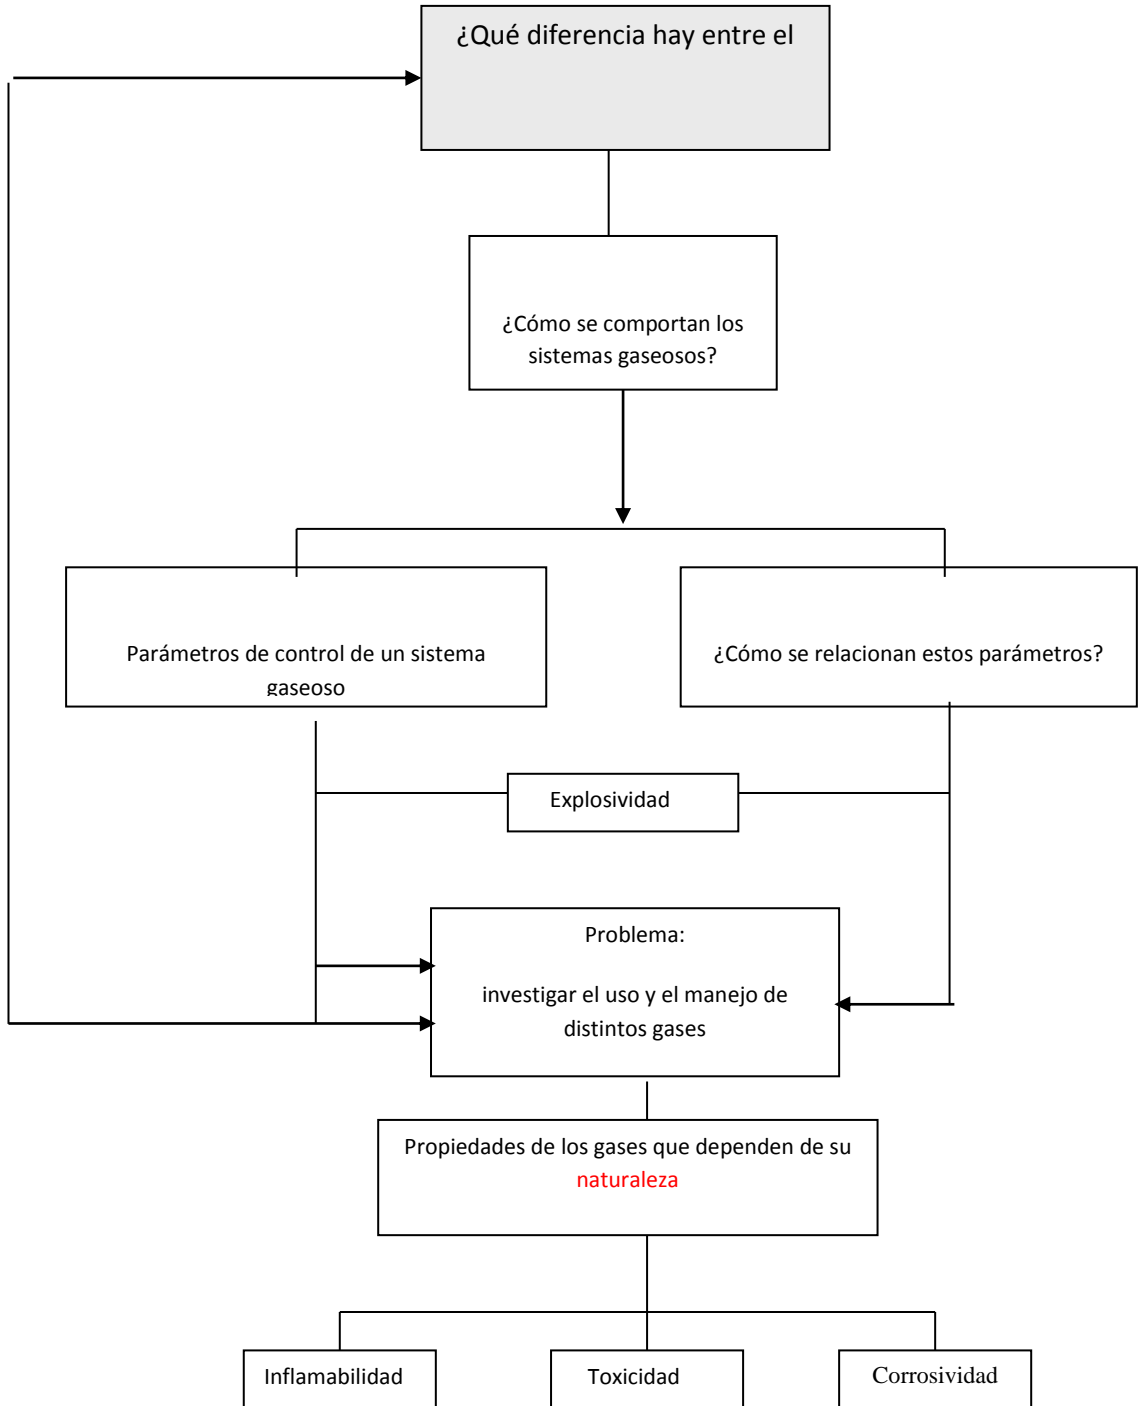 ¿Qué diferencia hay entre el
¿Cómo se comportan los
sistemas gaseosos?
Parámetros de control de un sistema
gaseoso
¿Cómo se relacionan estos parámetros?
Explosividad
Problema:
investigar el uso y el manejo de
distintos gases
Propiedades de los gases que dependen de su
naturaleza
Inflamabilidad
Toxicidad
Corrosividad